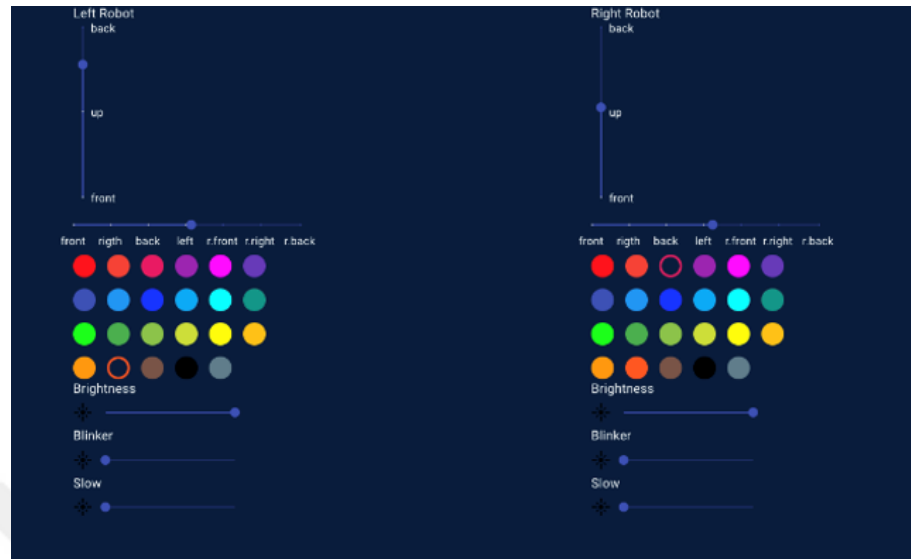 Left Robot
back
up
front
front rigth back left r.front r.right r.back
Brightness
Blinker
Slow
Right Robot
back
up
front
front rigth back left r.front r.right r.back
Brightness
Blinker
Slow